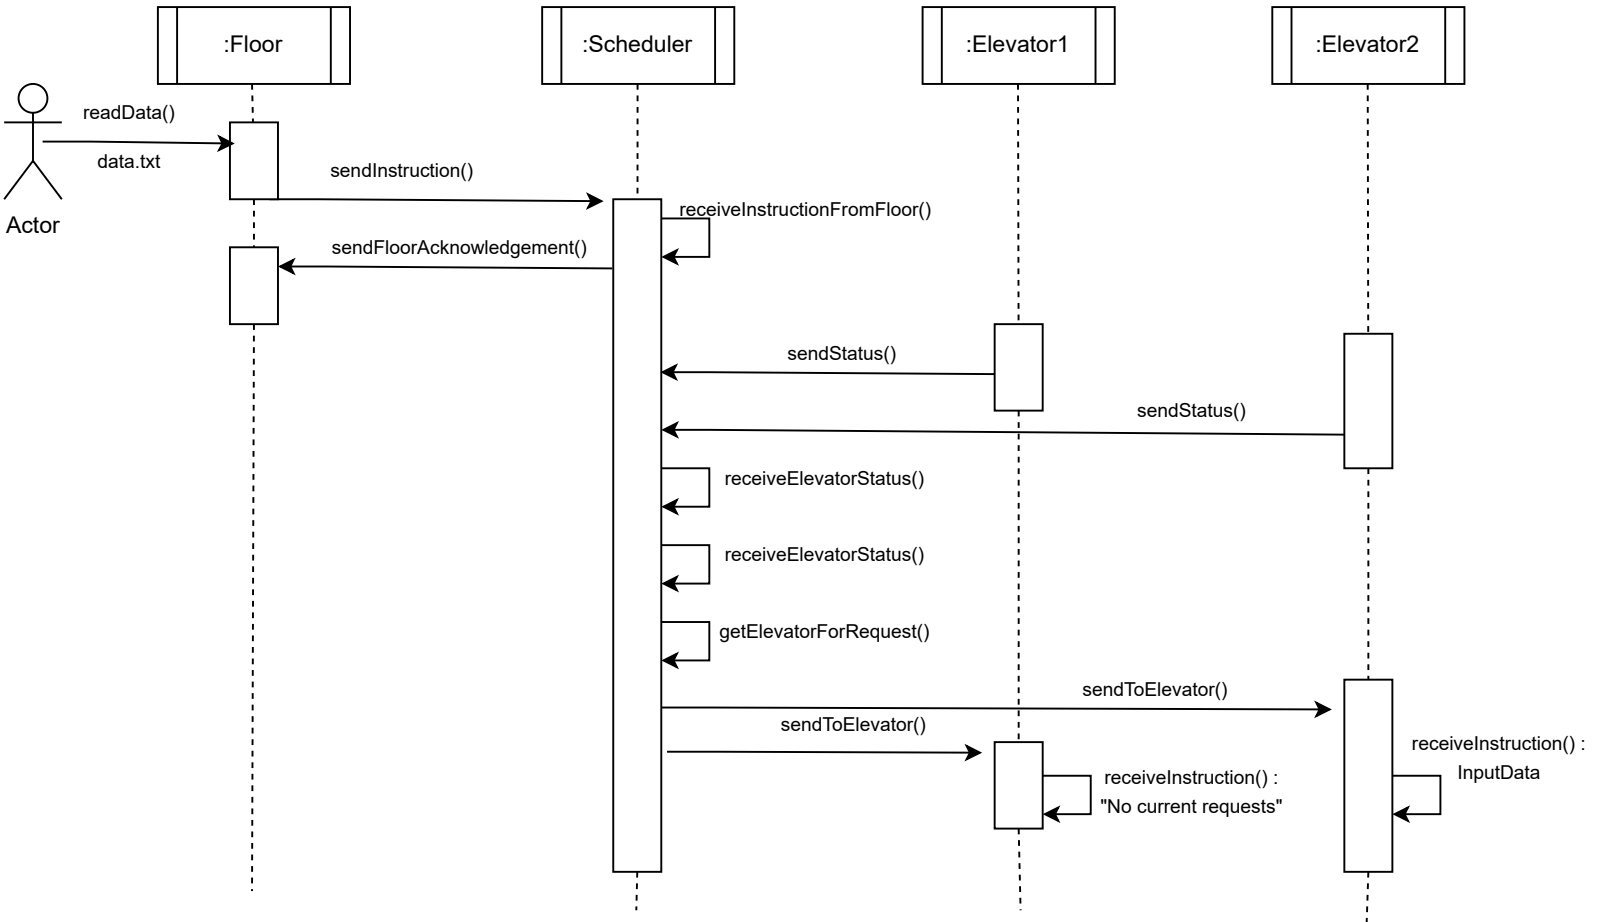 :Floor
:Scheduler
:Elevator1
:Elevator2
readData()
data.txt
Actor
sendInstruction()
receiveInstructionFromFloor()
sendFloorAcknowledgement()
sendStatus()
sendStatus()
receiveElevatorStatus()
receiveElevatorStatus()
getElevatorForRequest()
sendToElevator()
sendToElevator()
receiveInstruction() :
InputData
receiveInstruction() :
"No current requests"